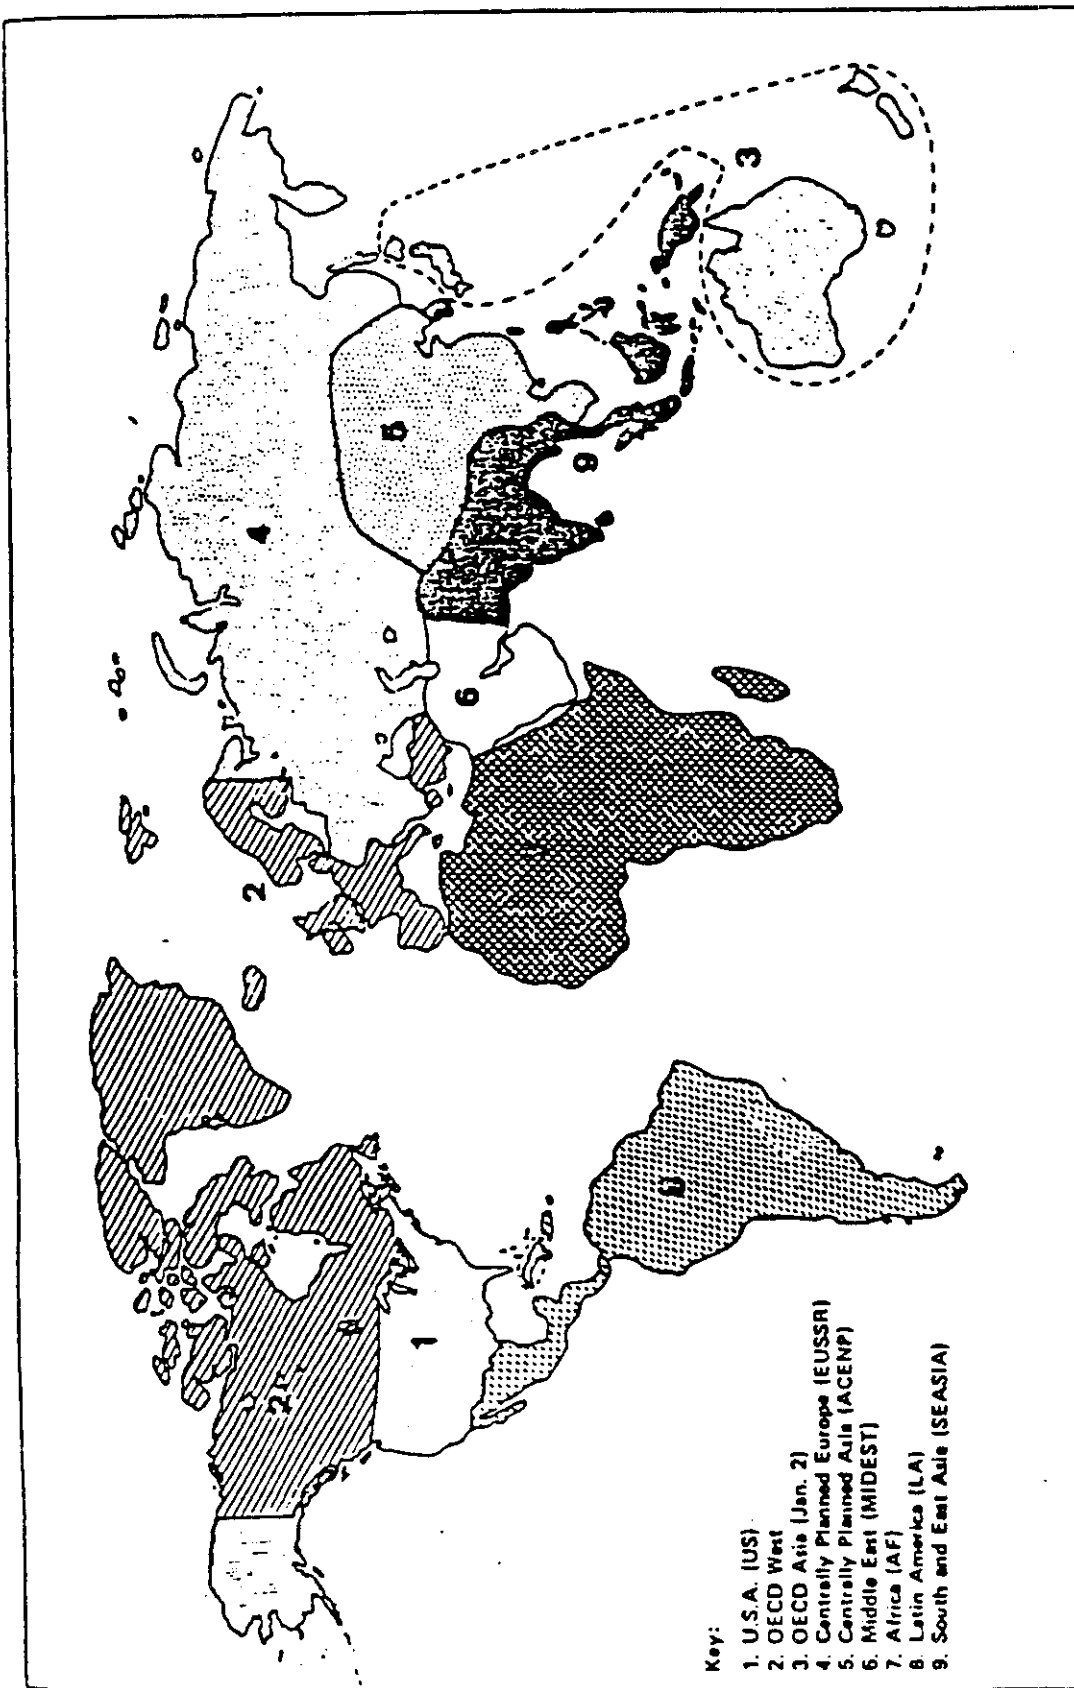 2
4
5
6
3
9
2
1
8
Key:
1. U.S.A. (US)
2. OECD West
3. OECD Asia (Jan. 2)
4. Centrally Planned Europe (EUSSR)
5. Centrally Planned Asia (ACENP)
6. Middle East (MIDEST)
7. Africa (AF)
8. Latin America (LA)
9. South and East Asia (SEASIA)